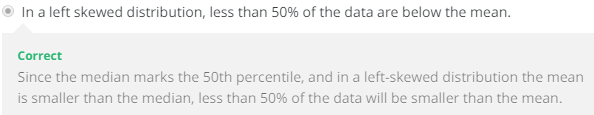 In a left skewed distribution, less than 50% of the data are below the mean.
Correct
Since the median marks the 50th percentile, and in a left-skewed distribution the mean
is smaller than the median, less than 50% of the data will be smaller than the mean.